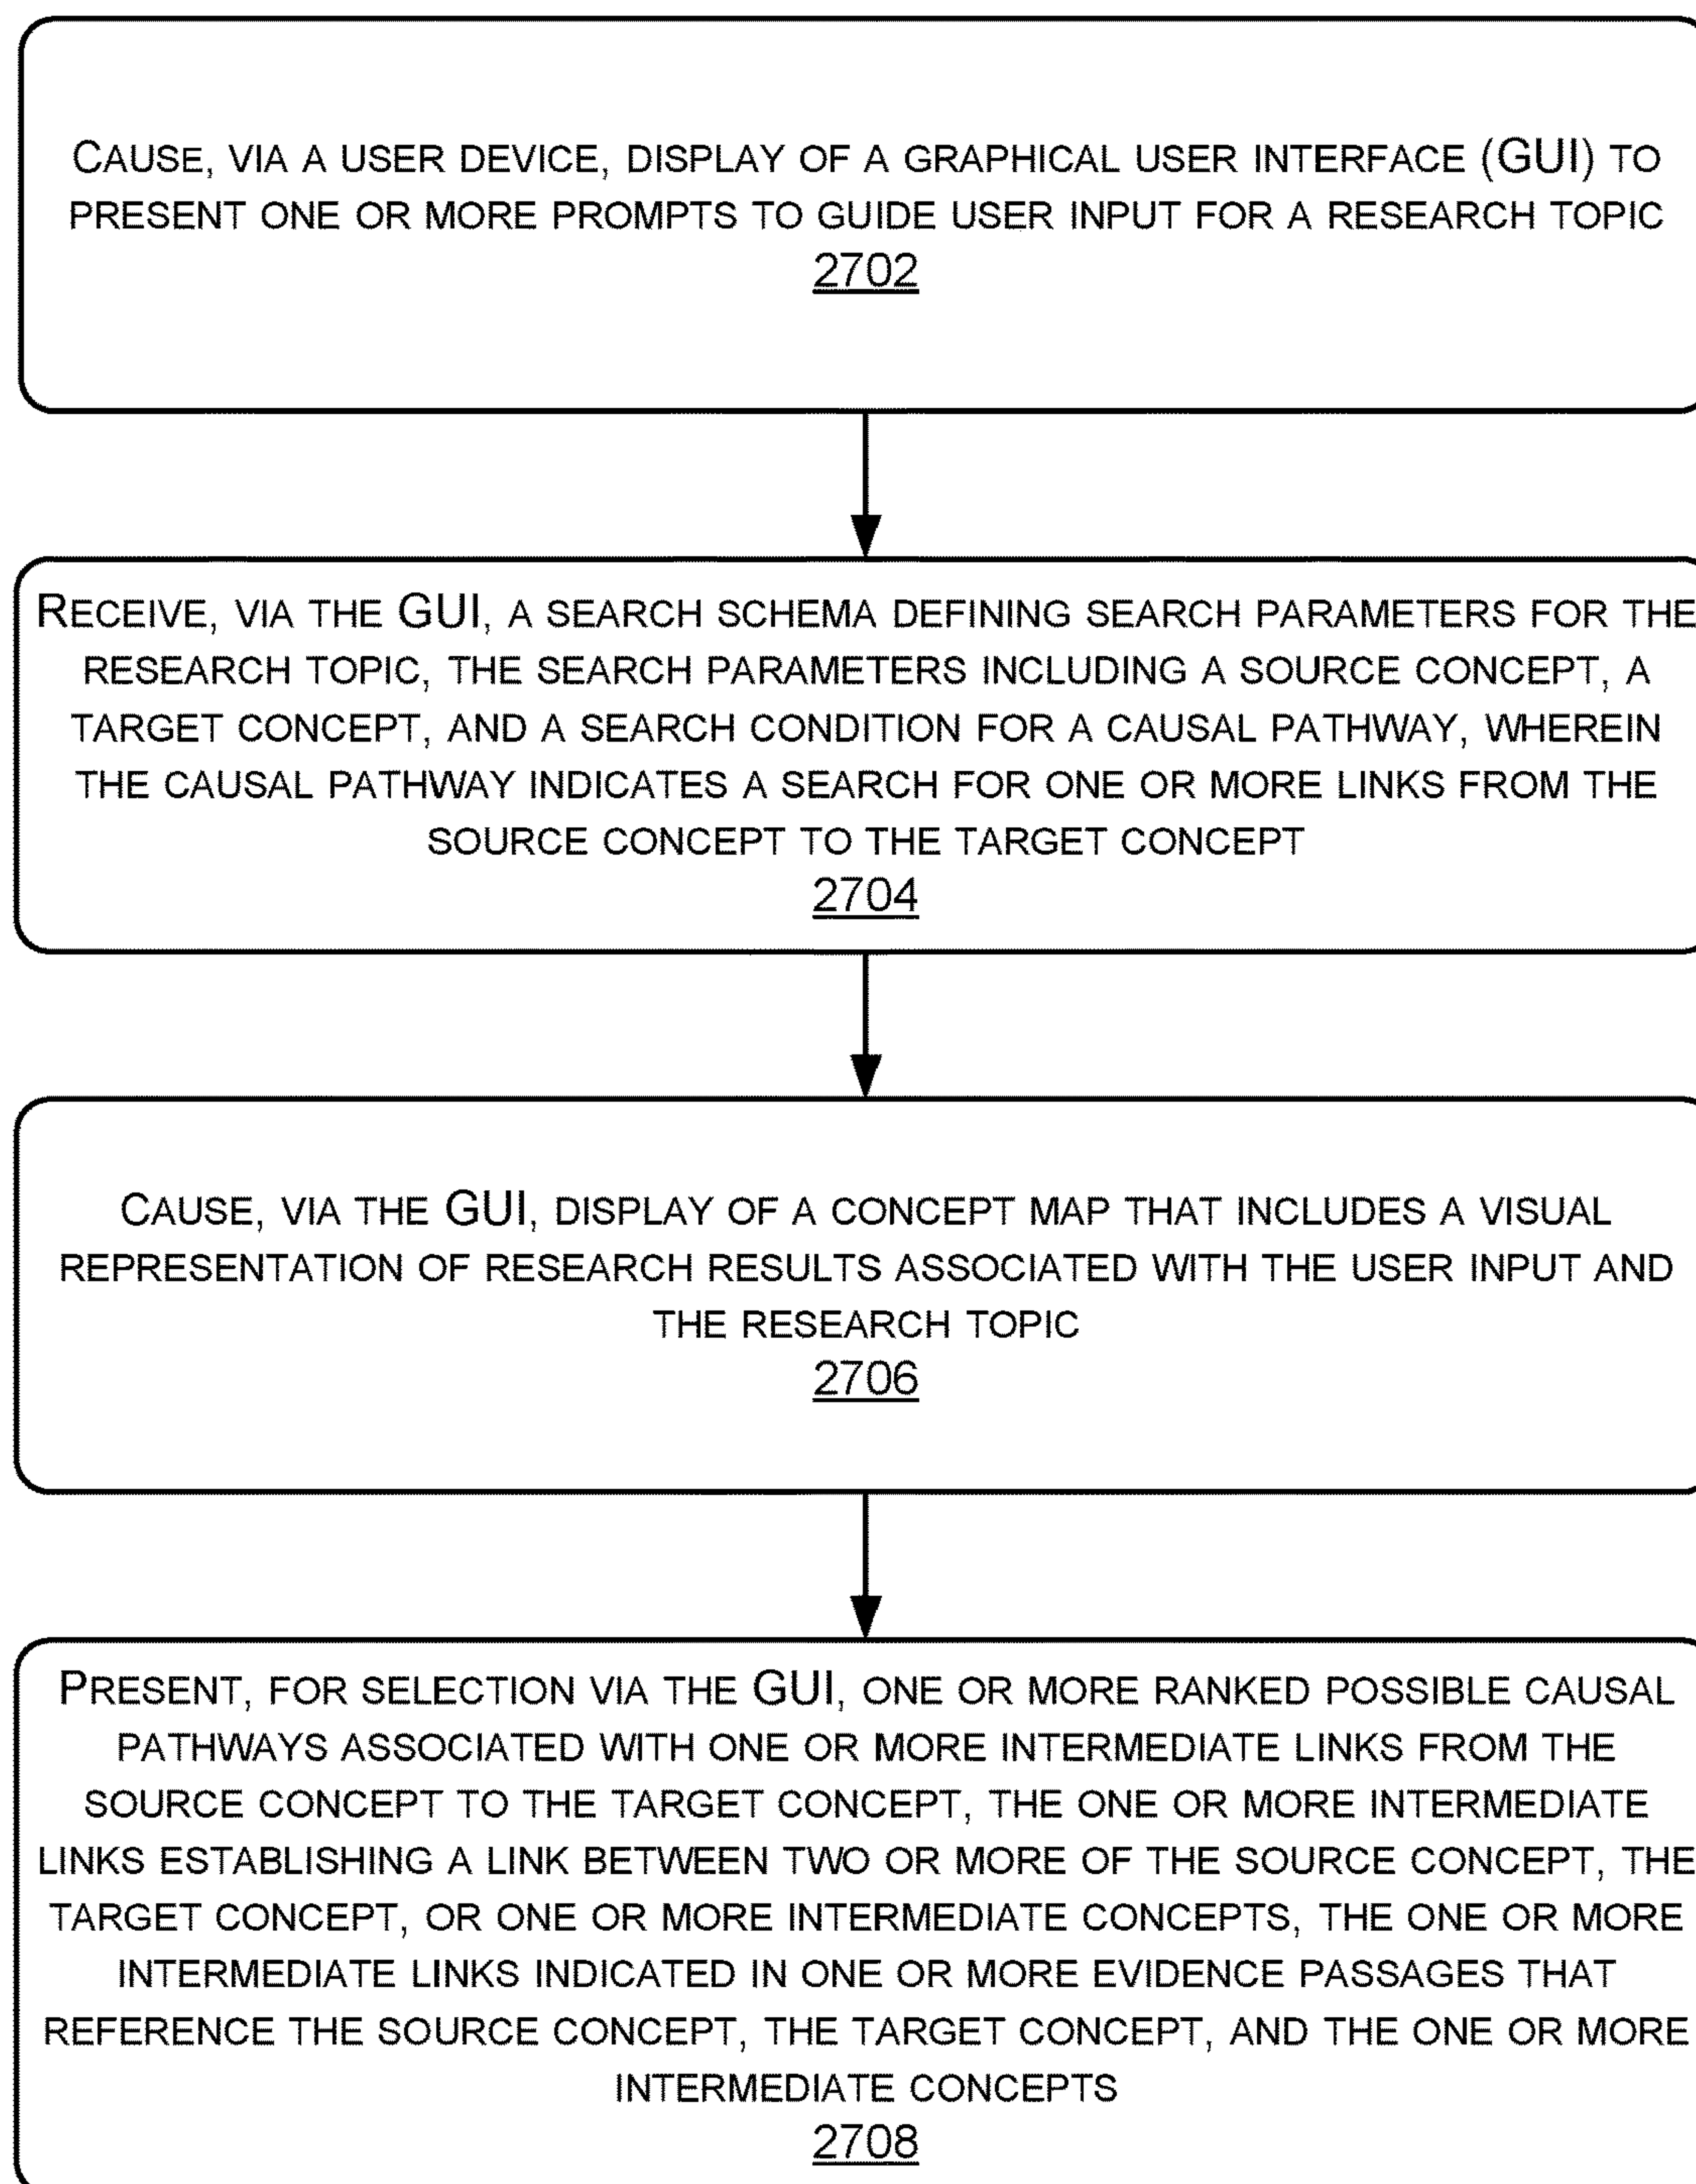 CAUSE, VIA A USER DEVICE, DISPLAY OF A GRAPHICAL USER INTERFACE (GUI) TO
PRESENT ONE OR MORE PROMPTS TO GUIDE USER INPUT FOR A RESEARCH TOPIC
2702
RECEIVE, VIA THE GUI, A SEARCH SCHEMA DEFINING SEARCH PARAMETERS FOR THE
RESEARCH TOPIC, THE SEARCH PARAMETERS INCLUDING A SOURCE CONCEPT, A
TARGET CONCEPT, AND A SEARCH CONDITION FOR A CAUSAL PATHWAY, WHEREIN
THE CAUSAL PATHWAY INDICATES A SEARCH FOR ONE OR MORE LINKS FROM THE
SOURCE CONCEPT TO THE TARGET CONCEPT
2704
CAUSE, VIA THE GUI, DISPLAY OF A CONCEPT MAP THAT INCLUDES A VISUAL
REPRESENTATION OF RESEARCH RESULTS ASSOCIATED WITH THE USER INPUT AND
THE RESEARCH TOPIC
2706
PRESENT, FOR SELECTION VIA THE GUI, ONE OR MORE RANKED POSSIBLE CAUSAL
PATHWAYS ASSOCIATED WITH ONE OR MORE INTERMEDIATE LINKS FROM THE
SOURCE CONCEPT TO THE TARGET CONCEPT, THE ONE OR MORE INTERMEDIATE
LINKS ESTABLISHING A LINK BETWEEN TWO OR MORE OF THE SOURCE CONCEPT, THE
TARGET CONCEPT, OR ONE OR MORE INTERMEDIATE CONCEPTS, THE ONE OR MORE
INTERMEDIATE LINKS INDICATED IN ONE OR MORE EVIDENCE PASSAGES THAT
REFERENCE THE SOURCE CONCEPT, THE TARGET CONCEPT, AND THE ONE OR MORE
INTERMEDIATE CONCEPTS
2708